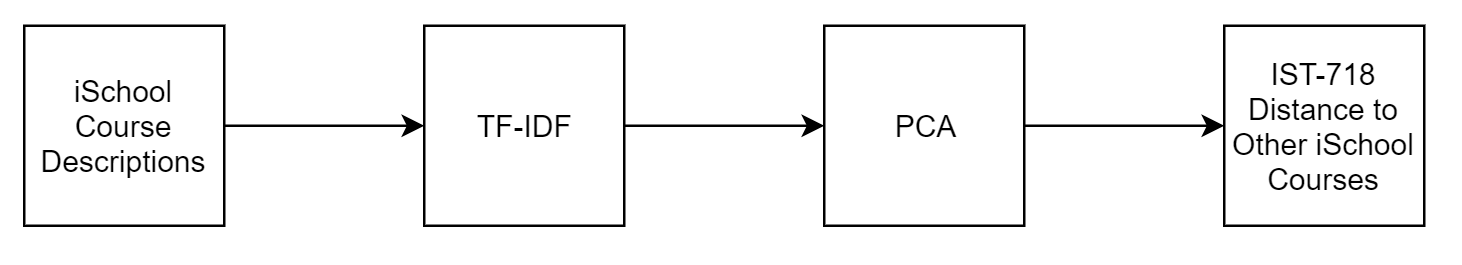 iSchool
Course
Descriptions
TF-IDF
PCA
IST-718
Distance to
Other iSchool
Courses